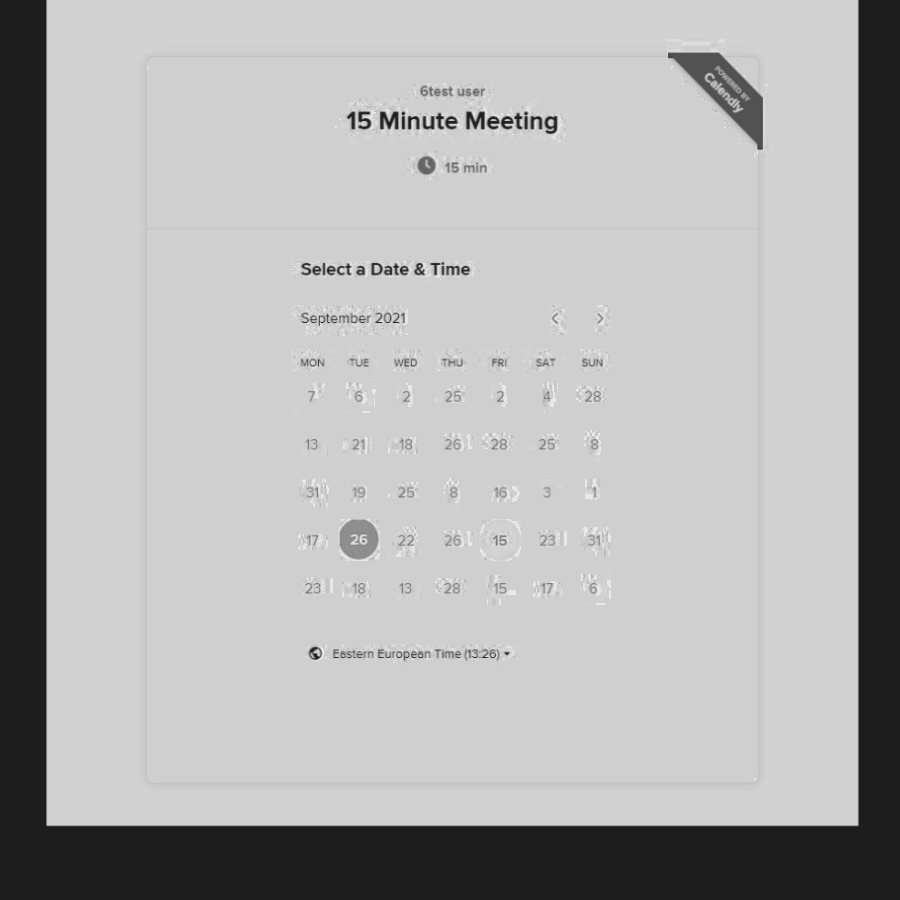 POWERED BY
Calendly
6test user
15 Minute Meeting
15 min
Select a Date & Time
September 2021
MON TUE WED THU FRI SAT SUN
7 6 2 25 2 4 28
13 21 18 26 28 25 8
31 19 25 8 16 3 1
17 26 22 26 15 23 31
23 18 13 28 15 17 6
Eastern European Time (13:26)